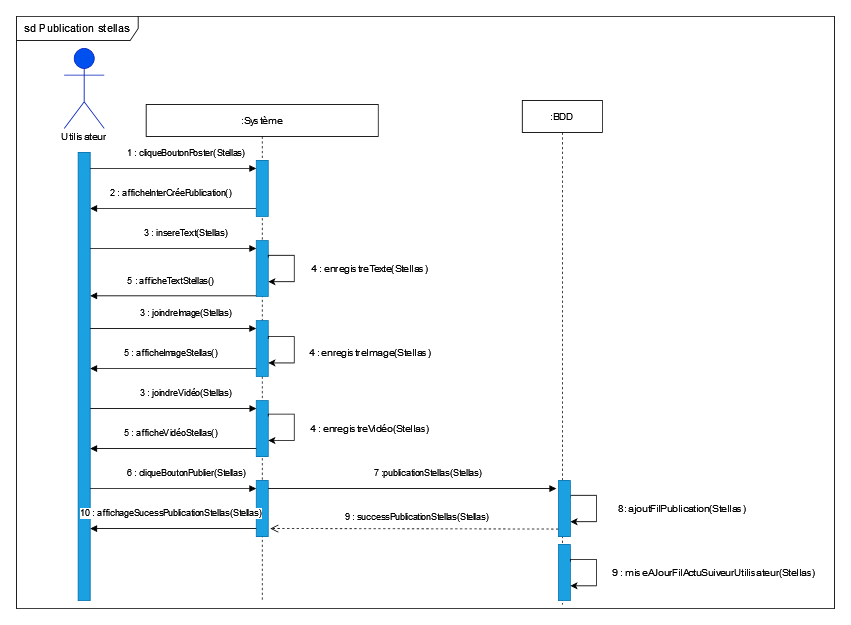 sd Publication stellas
Utilisateur
:Système
:BDD
1 : cliqueBoutonPoster(Stellas)
2 : afficheInterCréePublication()
3 : insereText(Stellas)
4 : enregistreTexte(Stellas)
5 : afficheTextStellas()
3 : joindreImage(Stellas)
4 : enregistreImage(Stellas)
5 : afficheImageStellas()
3 : joindreVidéo(Stellas)
4 : enregistreVidéo(Stellas)
5 : afficheVidéoStellas()
6 : cliqueBoutonPublier(Stellas)
7 :publicationStellas(Stellas)
8 : ajoutFilPublication(Stellas)
9 : successPublicationStellas(Stellas)
10 : affichageSucessPublicationStellas(Stellas)
9 : miseAJourFilActuSuiveurUtilisateur(Stellas)